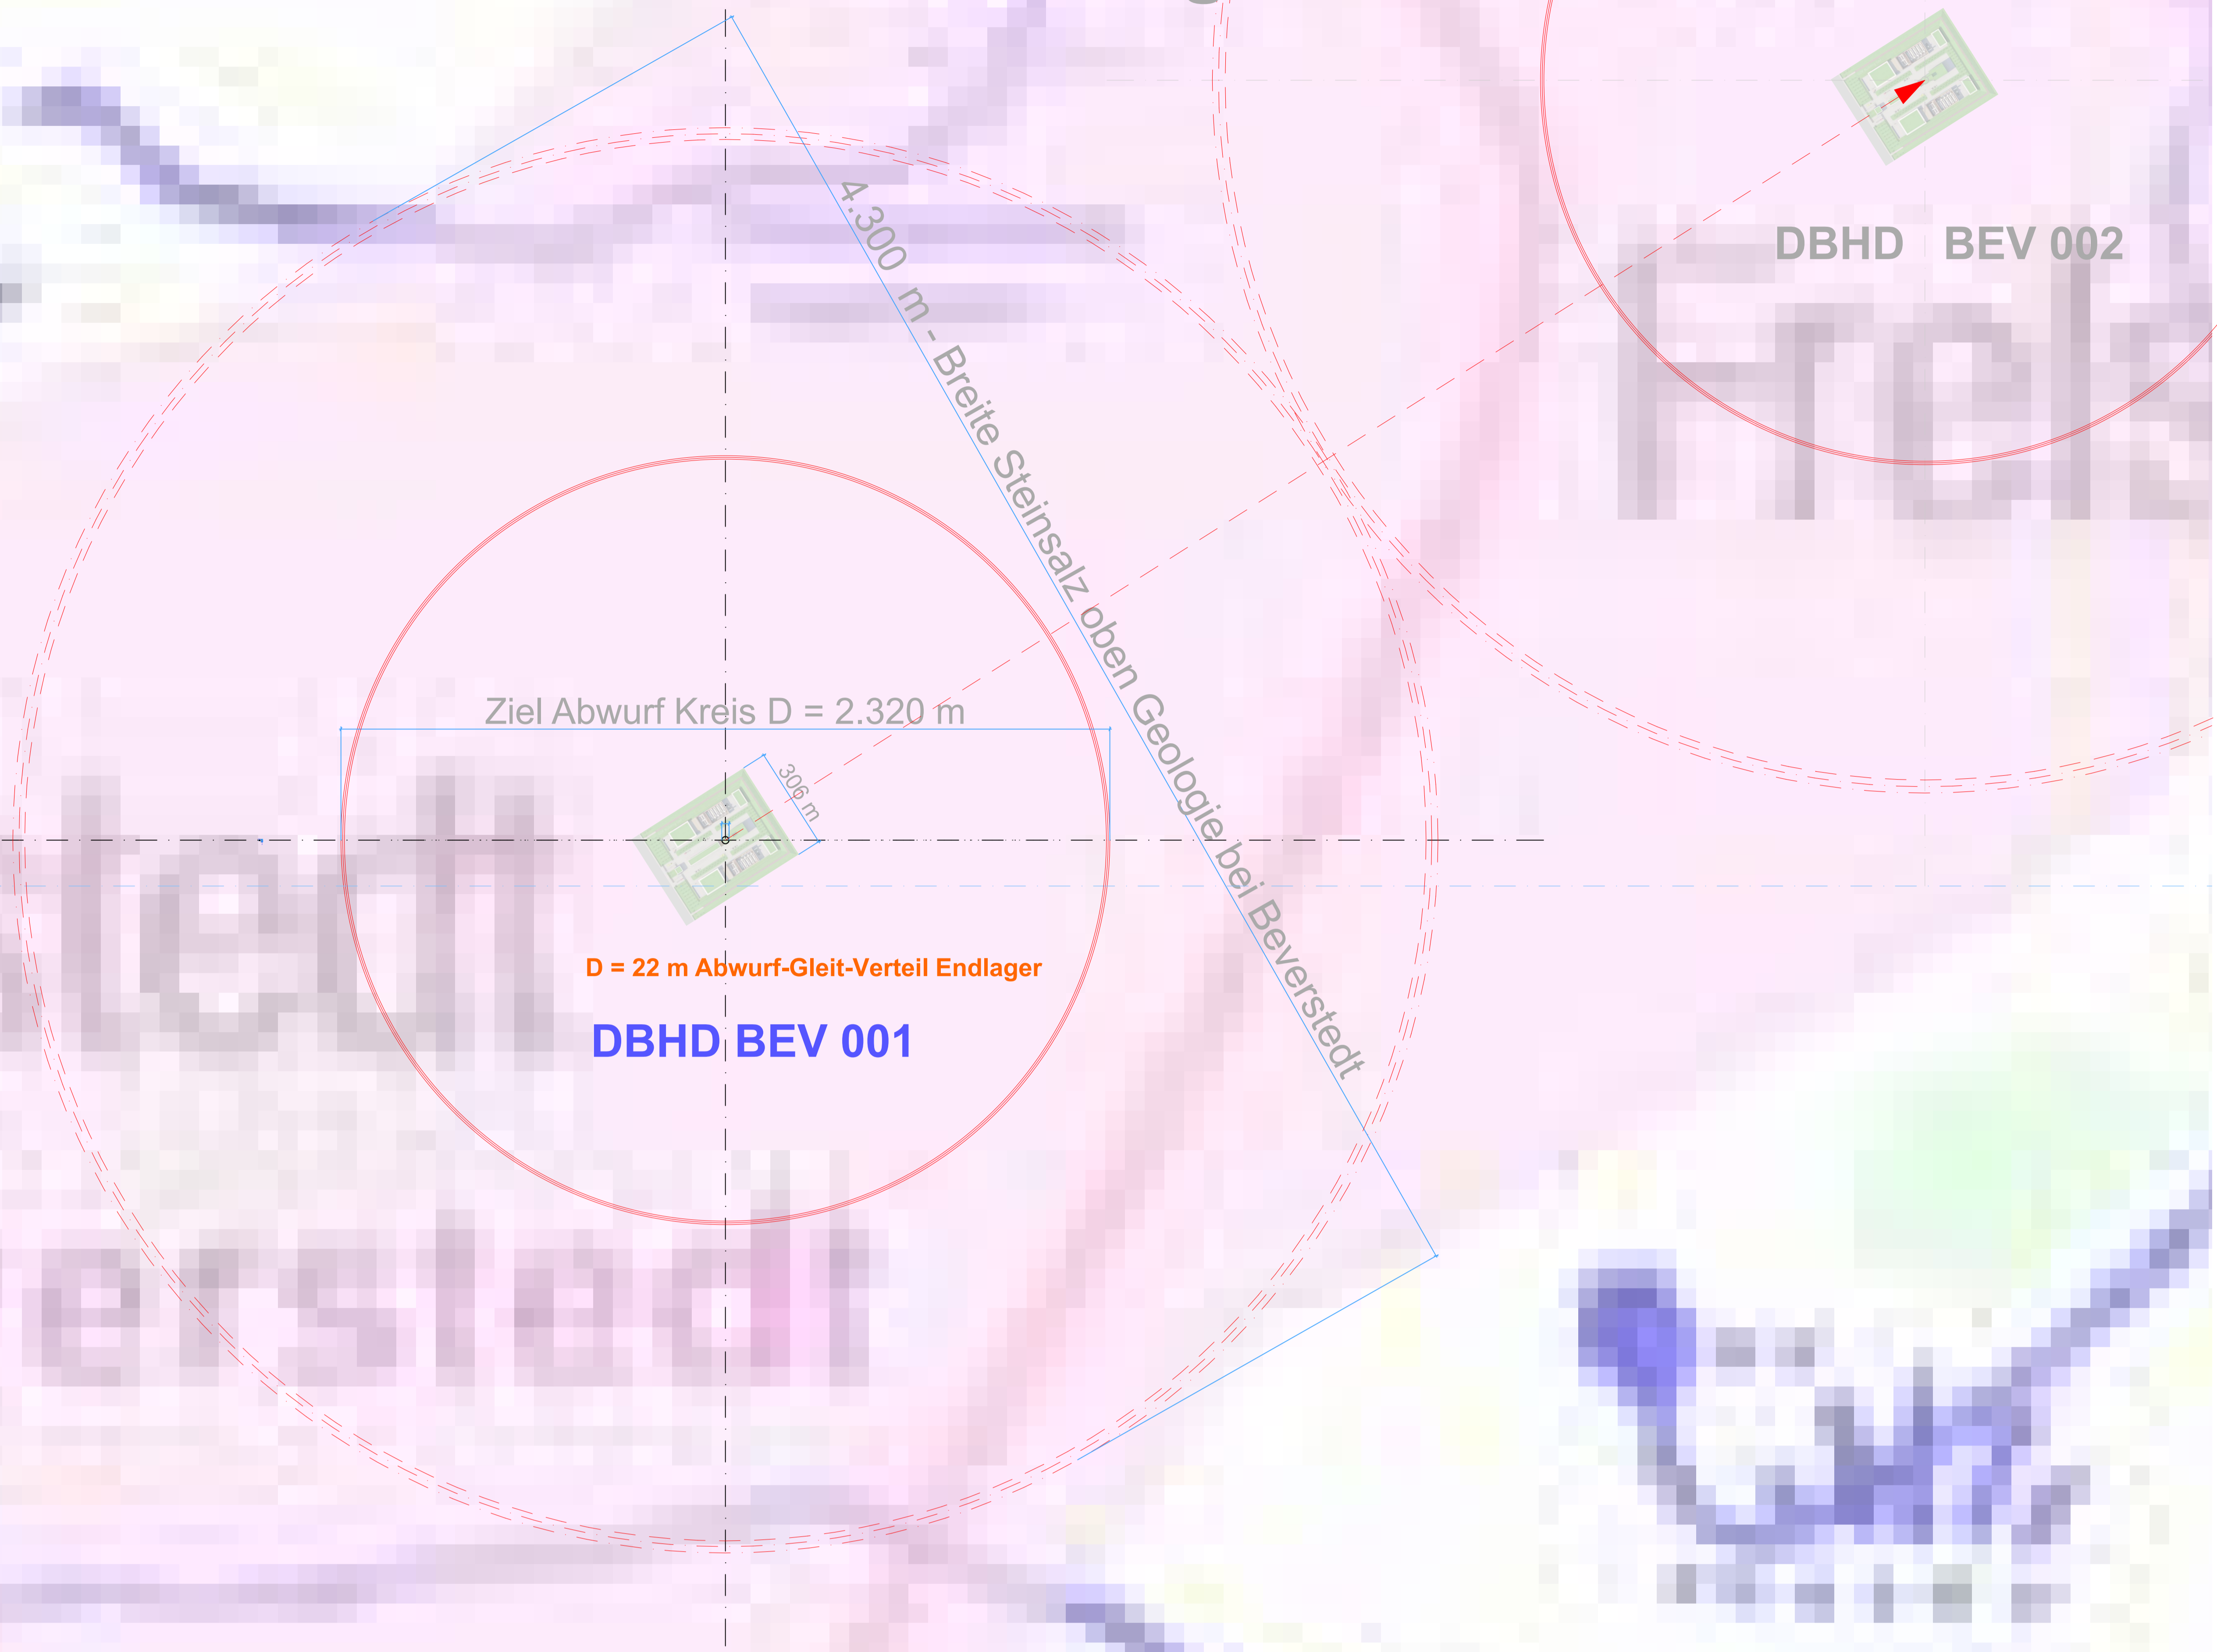 DBHD BEV 002
4.300 m - Breite Steinsalz oben Geologie bei Beverstedt
Ziel Abwurf Kreis D = 2.320 m
306 m
D = 22 m Abwurf-Gleit-Verteil Endlager
DBHD BEV 001